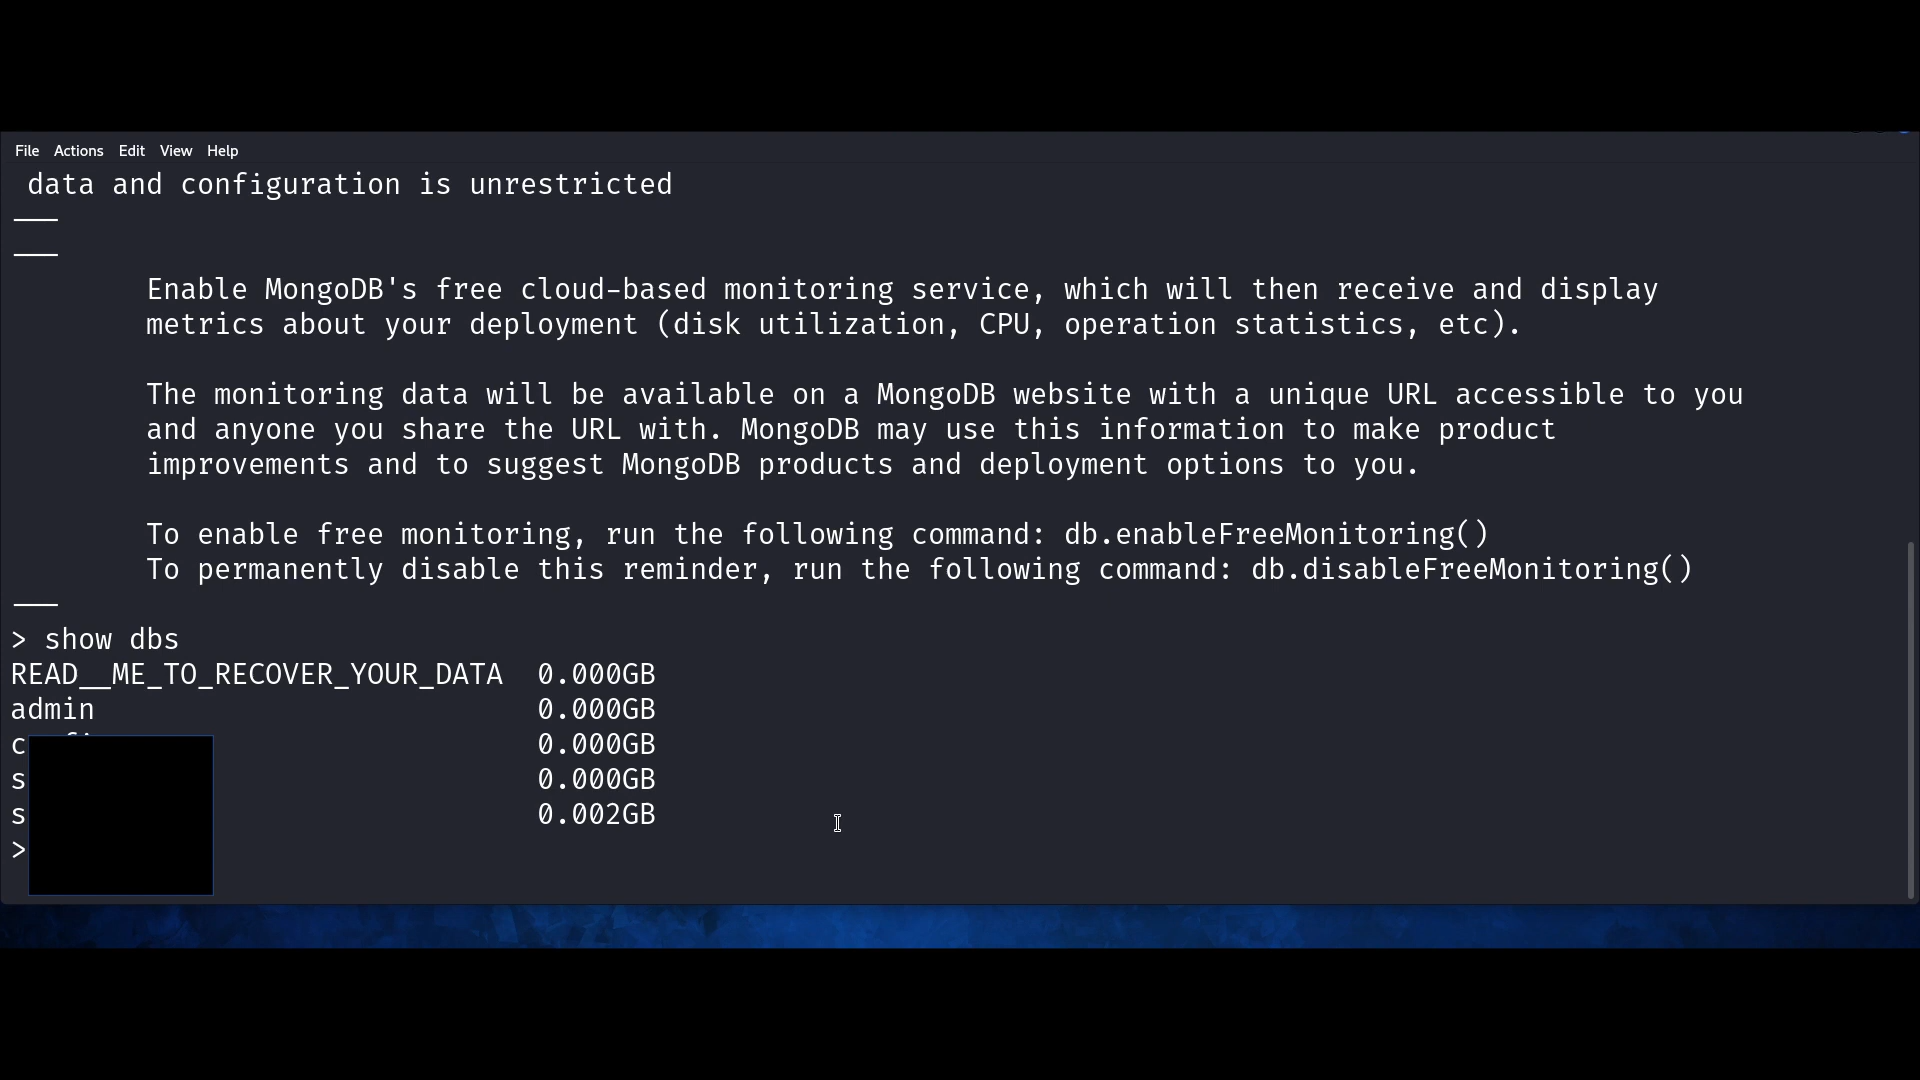 File Actions Edit View Help
data and configuration is unrestricted
Enable MongoDB's free cloud-based monitoring service, which will then receive and display
metrics about your deployment (disk utilization, CPU, operation statistics, etc).
The monitoring data will be available on a MongoDB website with a unique URL accessible to you
and anyone you share the URL with. MongoDB may use this information to make product
improvements and to suggest MongoDB products and deployment options to you.
To enable free monitoring, run the following command: db.enableFreeMonitoring()
To permanently disable this reminder, run the following command: db.disableFreeMonitoring()
> show dbs
READ__ME_TO_RECOVER_YOUR_DATA 0.000GB
admin 0.000GB
0.000GB
s 0.000GB
s 0.002GB
>